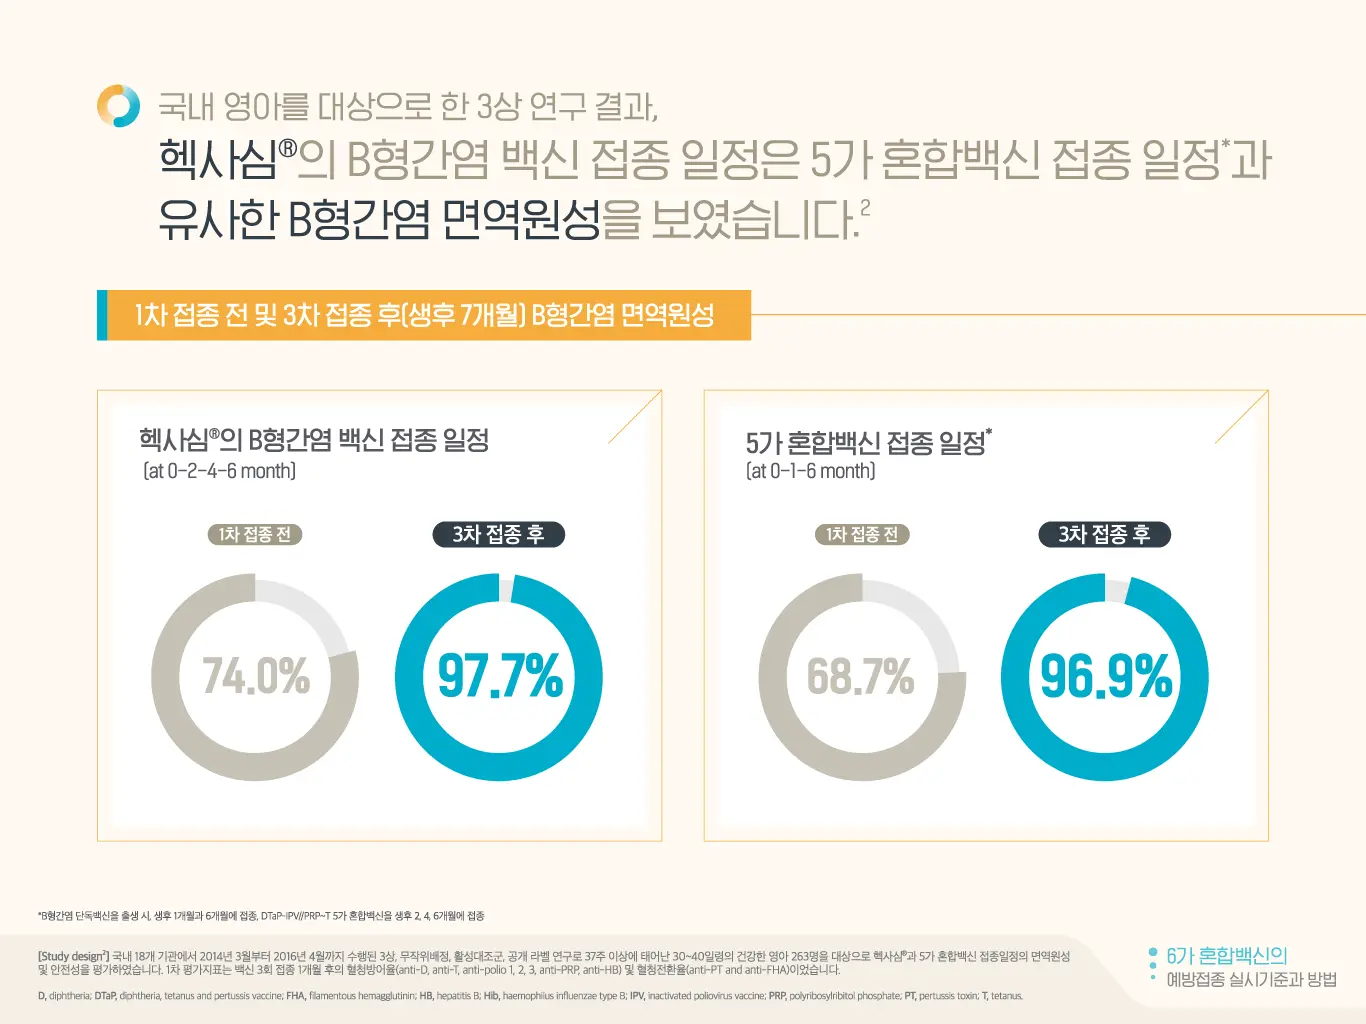 국내 영아를 대상으로 한 3상 연구 결과,
헥사심®의 B형간염 백신 접종 일정은 5가 혼합백신 접종 일정*과
유사한 B형간염 면역원성을 보였습니다.2
1차 접종 전 및 3차 접종 후(생후 7개월) B형간염 면역원성
헥사심®의 B형간염 백신 접종 일정
(at 0-2-4-6 month)
1차 접종 전
3차 접종 후
74.0%
97.7%
5가 혼합백신 접종 일정*
(at 0-1-6 month)
1차 접종 전
3차 접종 후
68.7%
96.9%
*B형간염 단독백신을 출생 시, 생후 1개월과 6개월에 접종, DTaP-IPV//PRP~T 5가 혼합백신을 생후 2, 4, 6개월에 접종
[Study design2] 국내 18개 기관에서 2014년 3월부터 2016년 4월까지 수행된 3상, 무작위배정, 활성대조군, 공개 라벨 연구로 37주 이상에 태어난 30~40일령의 건강한 영아 263명을 대상으로 헥사심®과 5가 혼합백신 접종일정의 면역원성
및 안전성을 평가하였습니다. 1차 평가지표는 백신 3회 접종 1개월 후의 혈청방어율(anti-D, anti-T, anti-polio 1, 2, 3, anti-PRP, anti-HB) 및 혈청전환율(anti-PT and anti-FHA)이었습니다.
D, diphtheria; DTaP, diphtheria, tetanus and pertussis vaccine; FHA, filamentous hemagglutinin; HB, hepatitis B; Hib, haemophilus influenzae type B; IPV, inactivated poliovirus vaccine; PRP, polyribosylribitol phosphate; PT, pertussis toxin; T, tetanus.
6가 혼합백신의
예방접종 실시기준과 방법